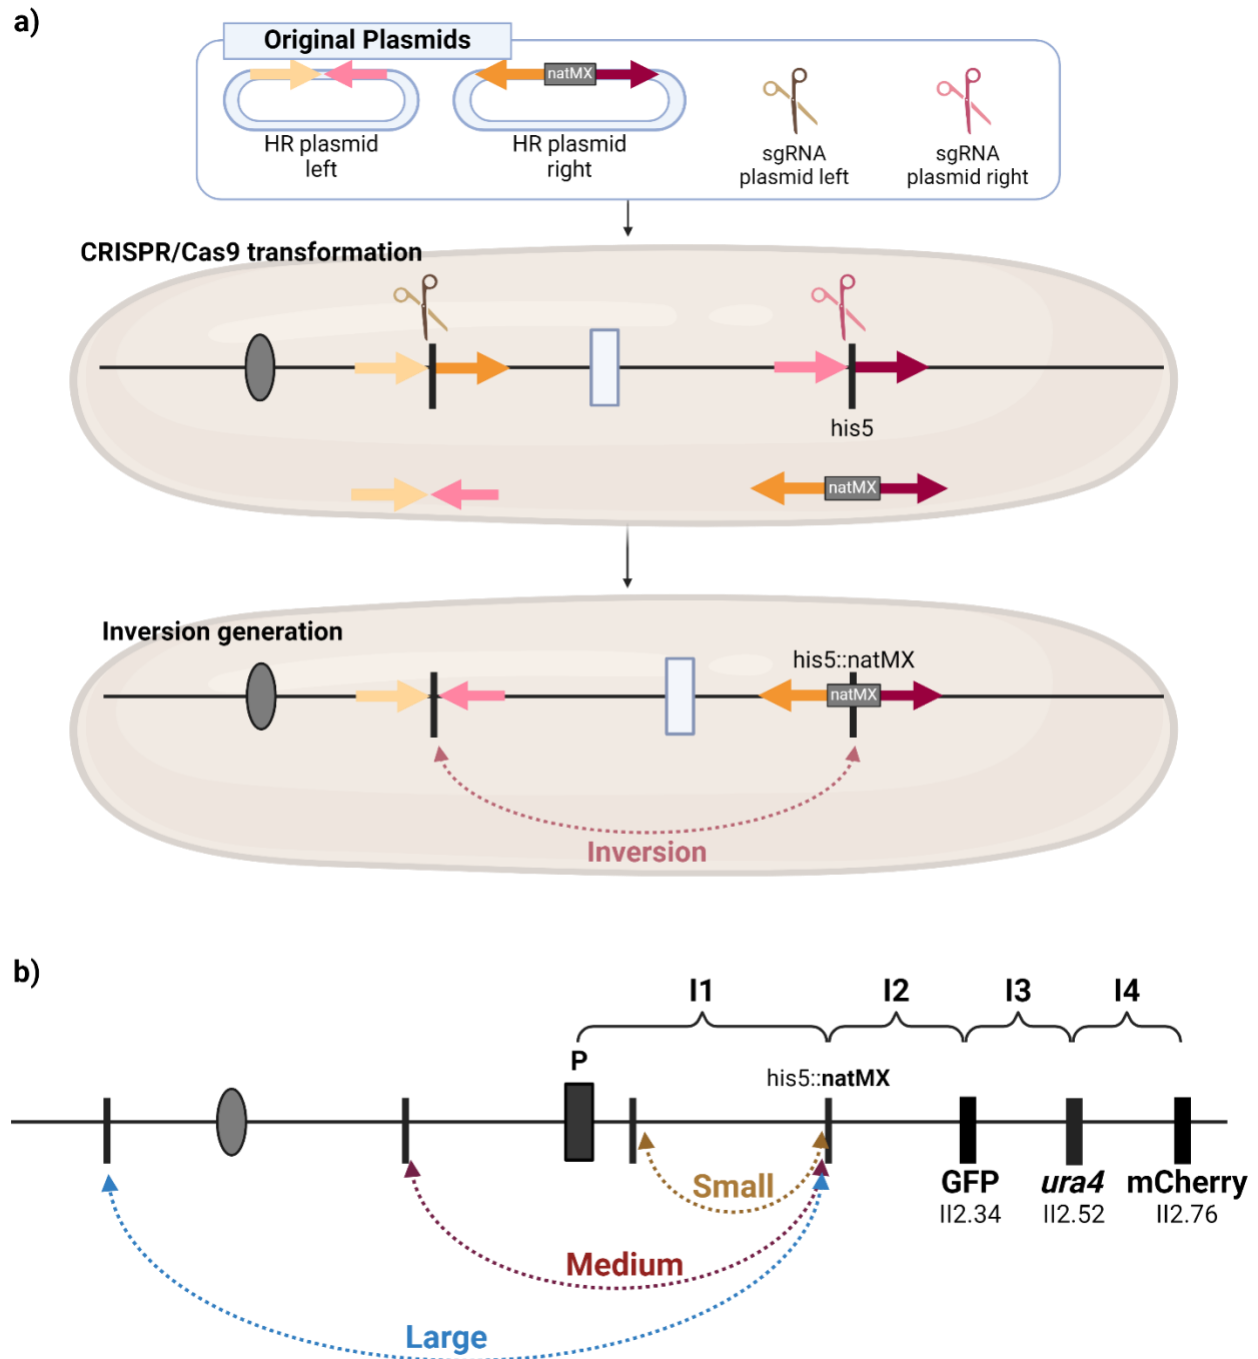 a)
Original Plasmids
natMX
HR plasmid
left
HR plasmid
right
sgRNA
plasmid left
sgRNA
plasmid right
CRISPR/Cas9 transformation
his5
natMX
Inversion generation
his5::natMX
natMX
Inversion
b)
I1
I2
I3
I4
P
his5::natMX
Small
GFP
II2.34
ura4
II2.52
mCherry
II2.76
Medium
Large